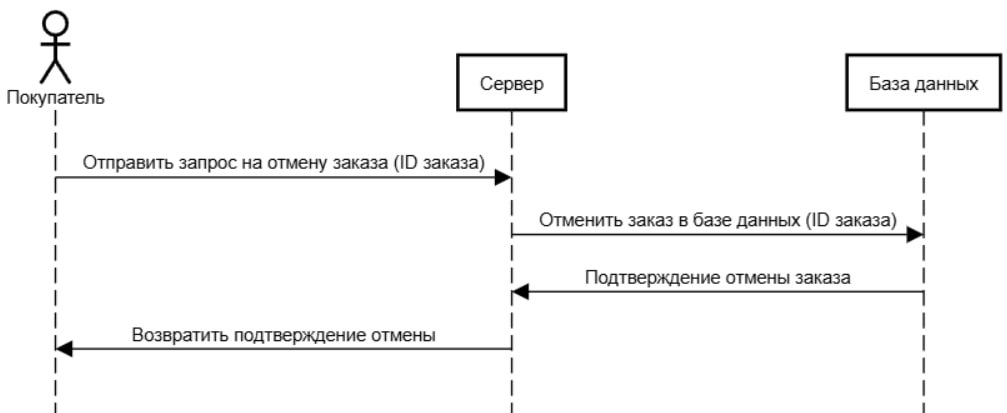 Покупатель
Сервер
База данных
Отправить запрос на отмену заказа (ID заказа)
Отменить заказ в базе данных (ID заказа)
Подтверждение отмены заказа
Возвратить подтверждение отмены